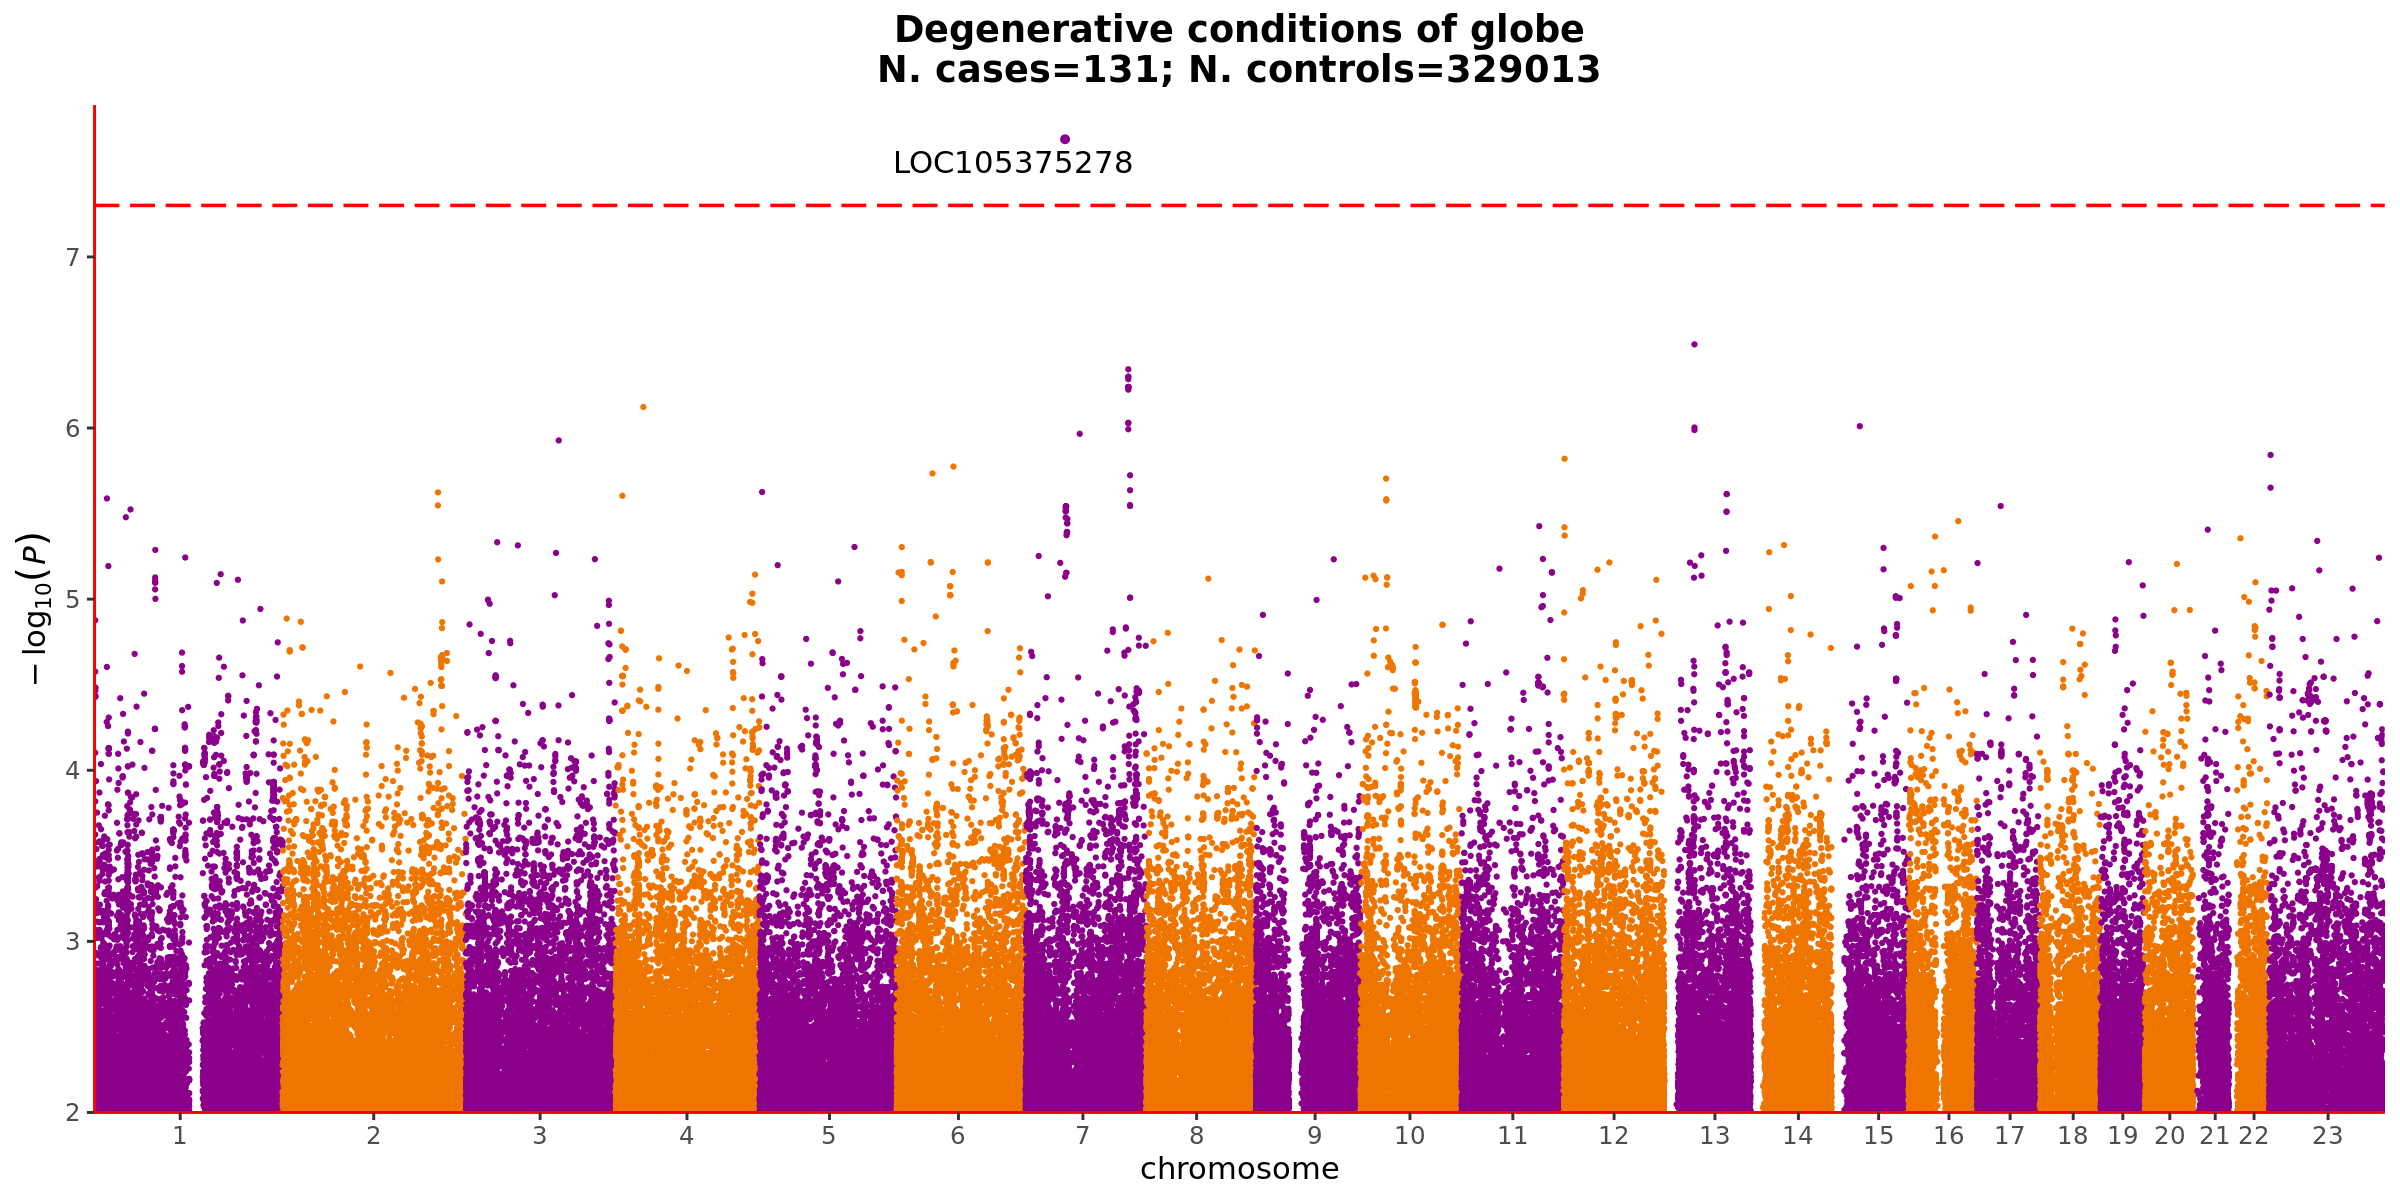 Degenerative conditions of globe
N. cases=131; N. controls=329013
LOC105375278
7
6
5
4
3
2
−log₁₀(P)
1 2 3 4 5 6 7 8 9 10 11 12 13 14 15 16 17 18 19 20 21 22 23
chromosome